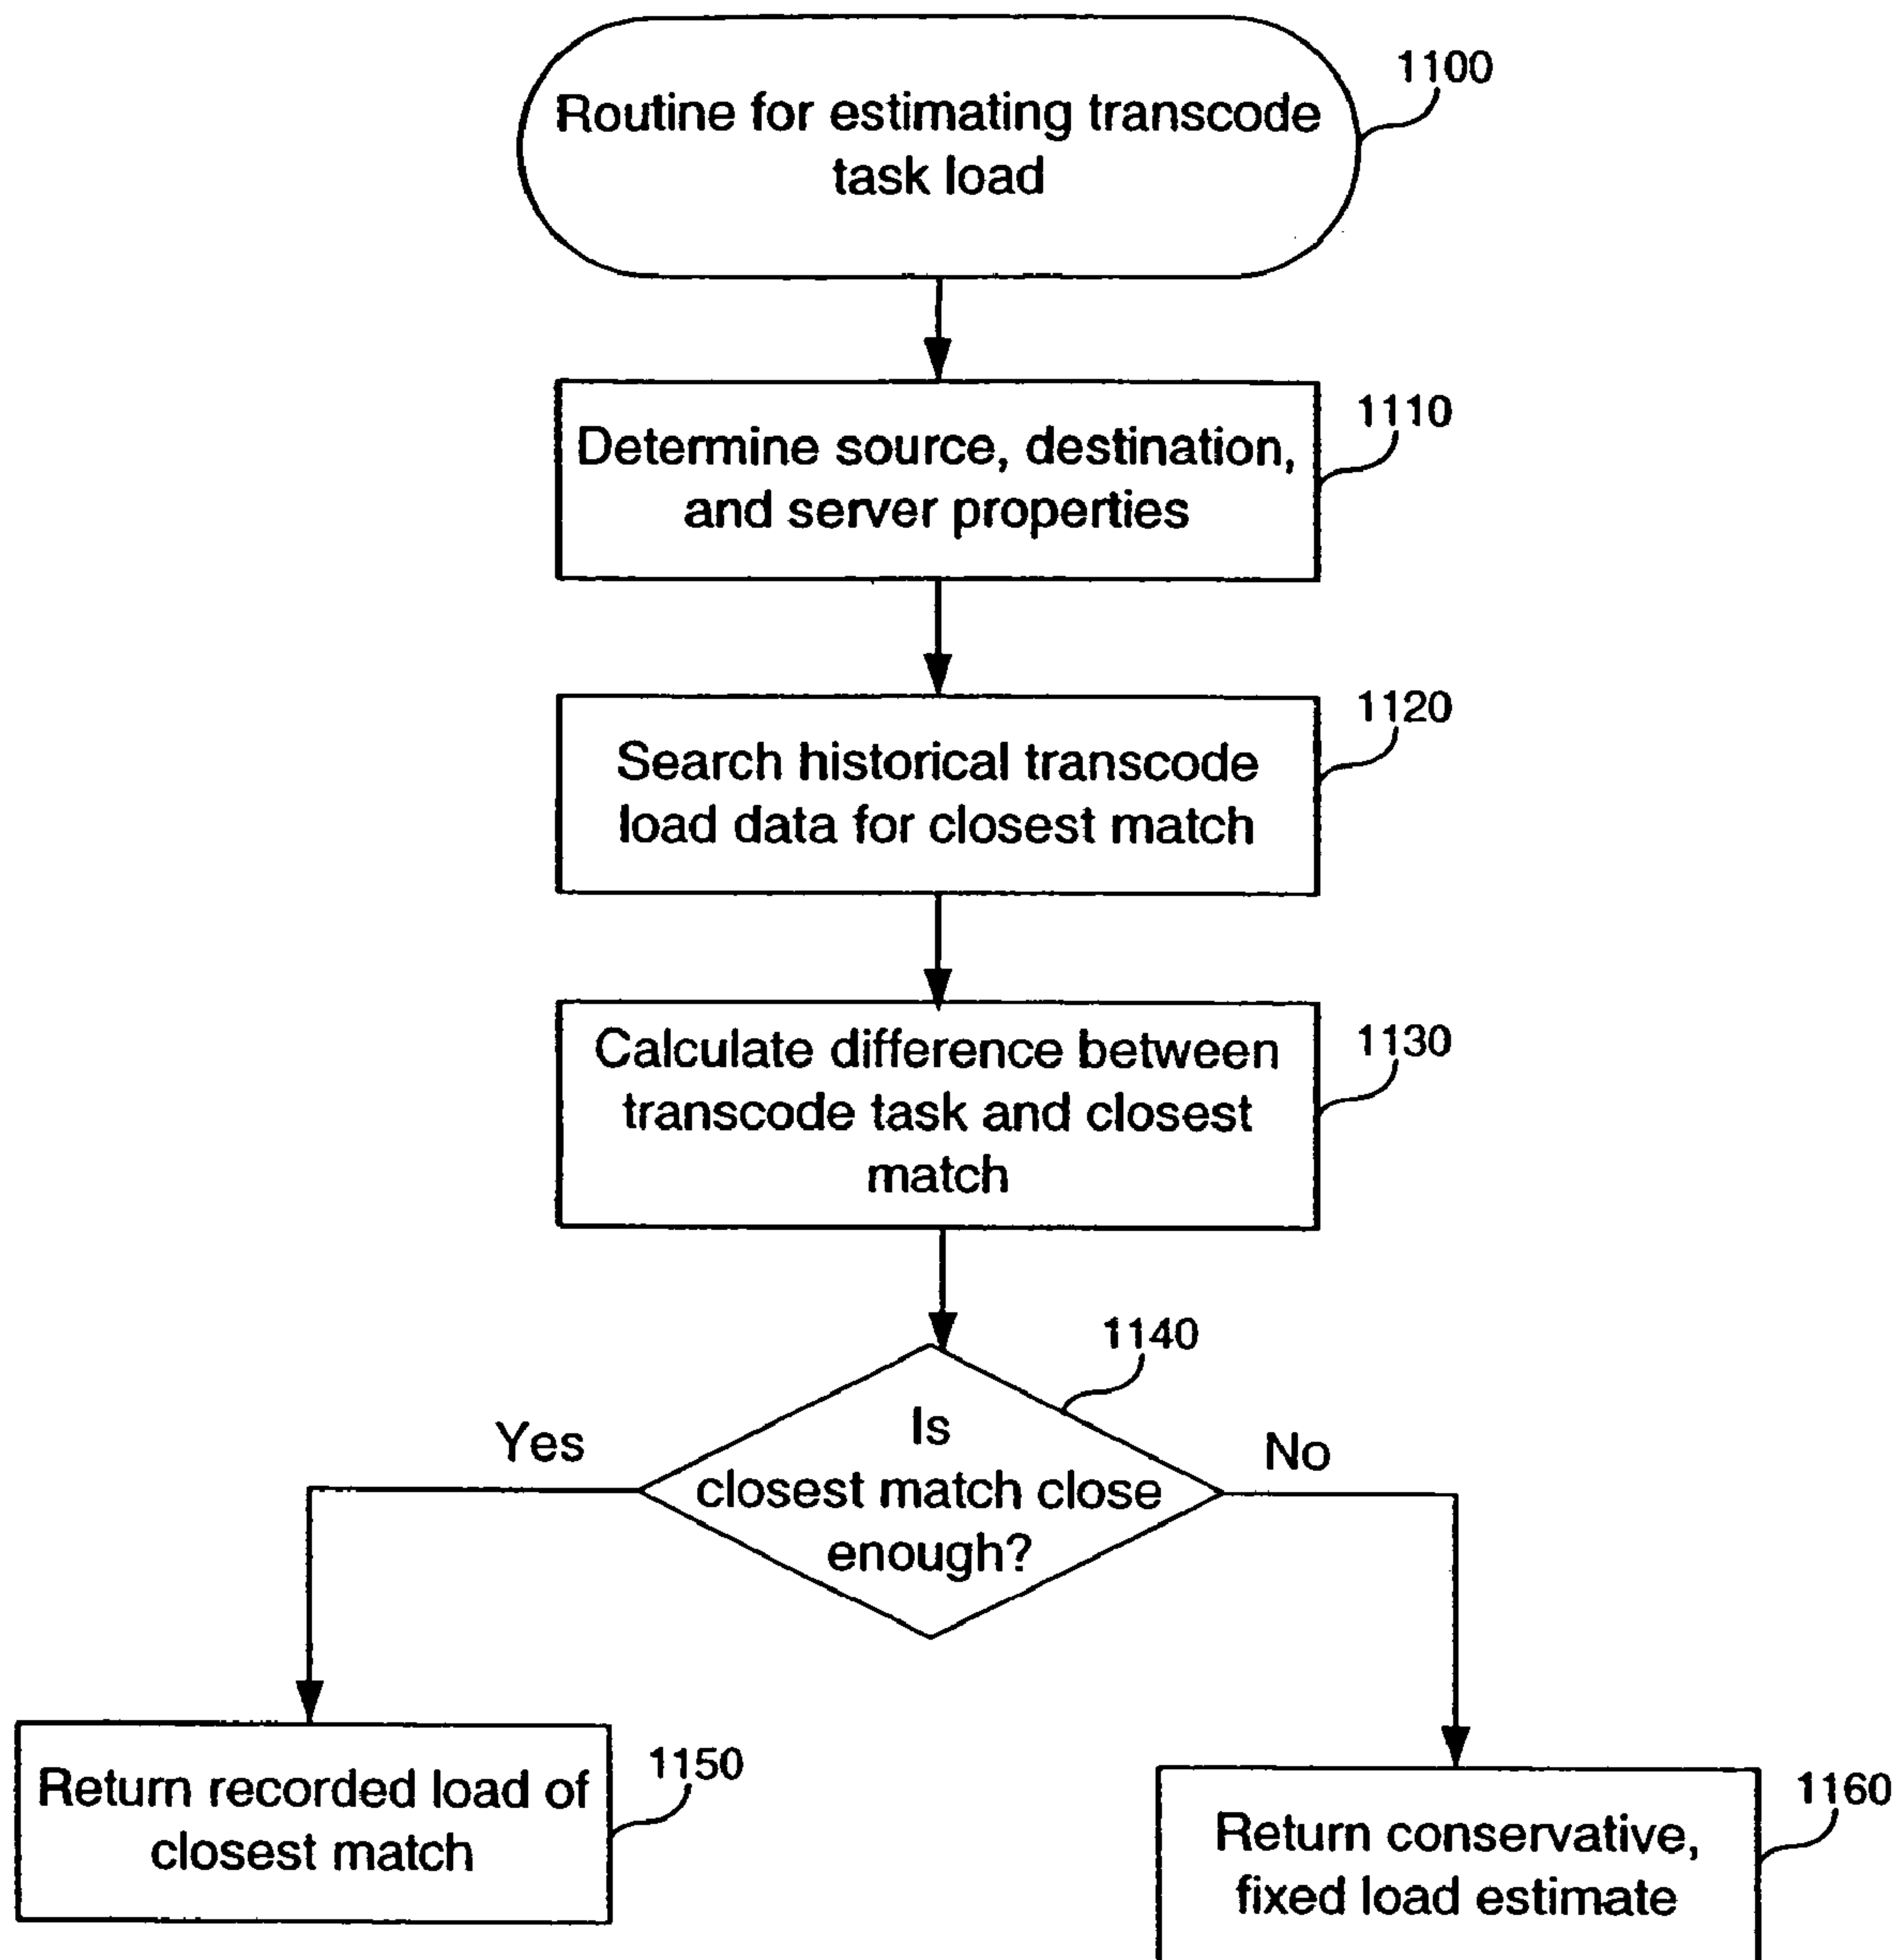 Routine for estimating transcode
task load
1100
Determine source, destination,
and server properties
1110
Search historical transcode
load data for closest match
1120
Calculate difference between
transcode task and closest
match
1130
Is
closest match close
enough?
1140
Yes
No
Return recorded load of
closest match
1150
Return conservative,
fixed load estimate
1160